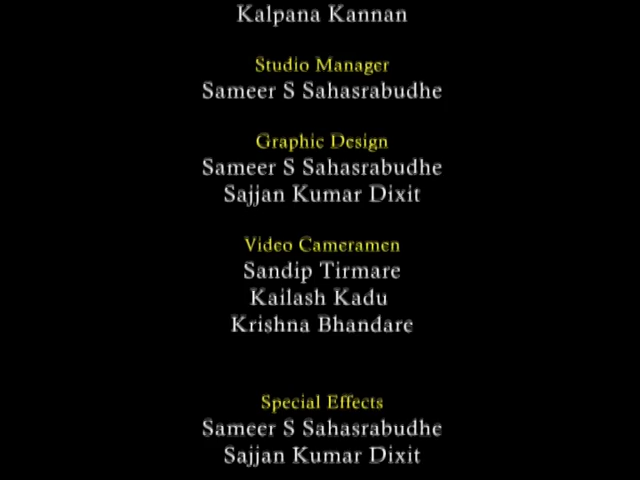 Kalpana Kannan
Studio Manager
Sameer S Sahasrabudhe
Graphic Design
Sameer S Sahasrabudhe
Sajjan Kumar Dixit
Video Cameramen
Sandip Tirmare
Kailash Kadu
Krishna Bhandare
Special Effects
Sameer S Sahasrabudhe
Sajjan Kumar Dixit